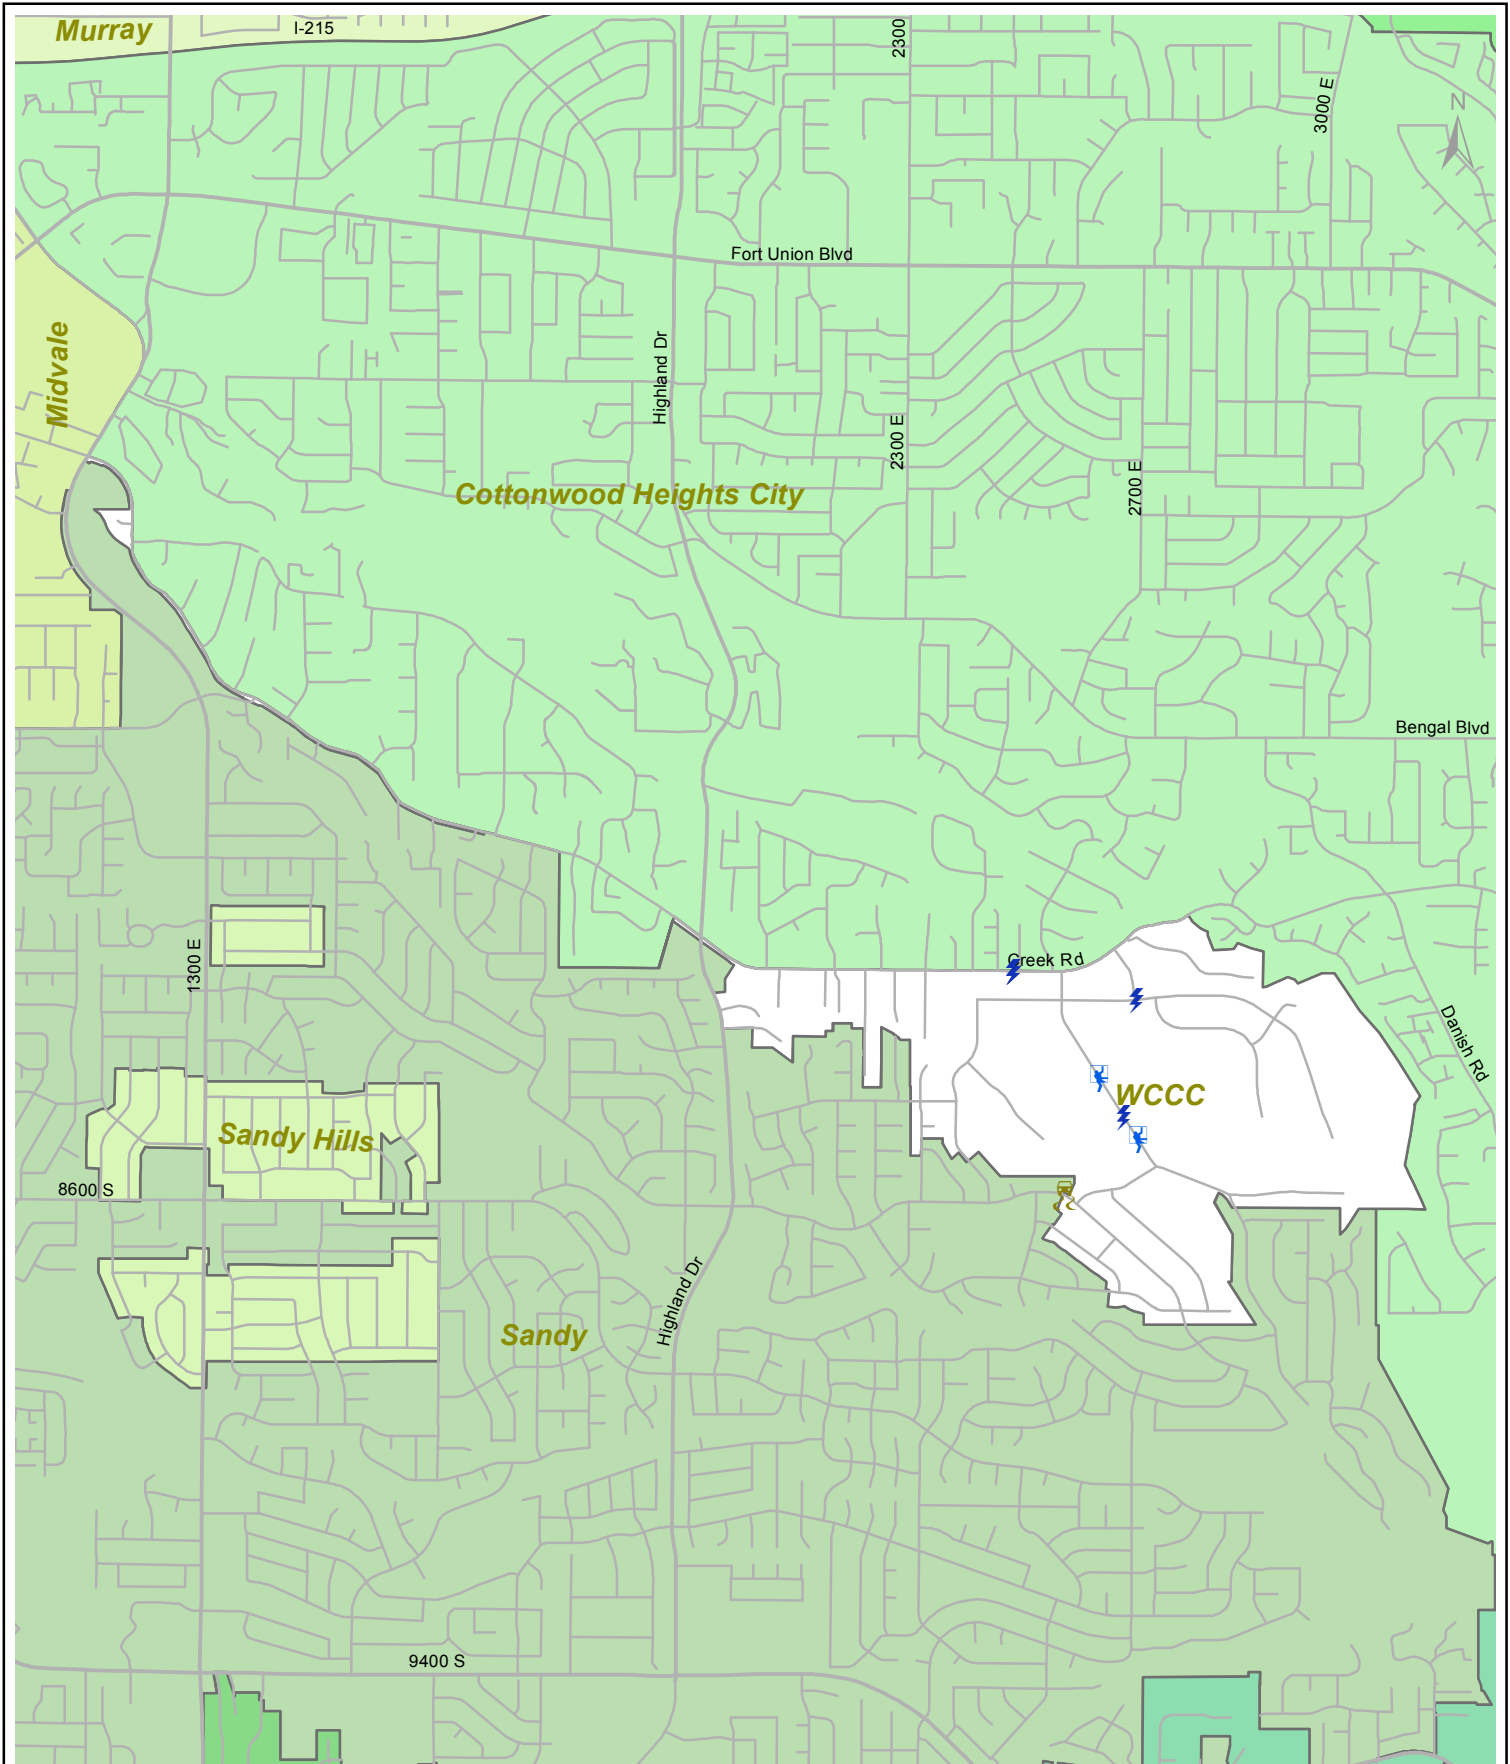 Murray
I-215
2300
3000 E
N
Fort Union Blvd
Midvale
Highland Dr
2300 E
Cottonwood Heights City
2700 E
Bengal Blvd
1300 E
Creek Rd
Danish Rd
WCCC
Sandy Hills
8600 S
Highland Dr
Sandy
9400 S